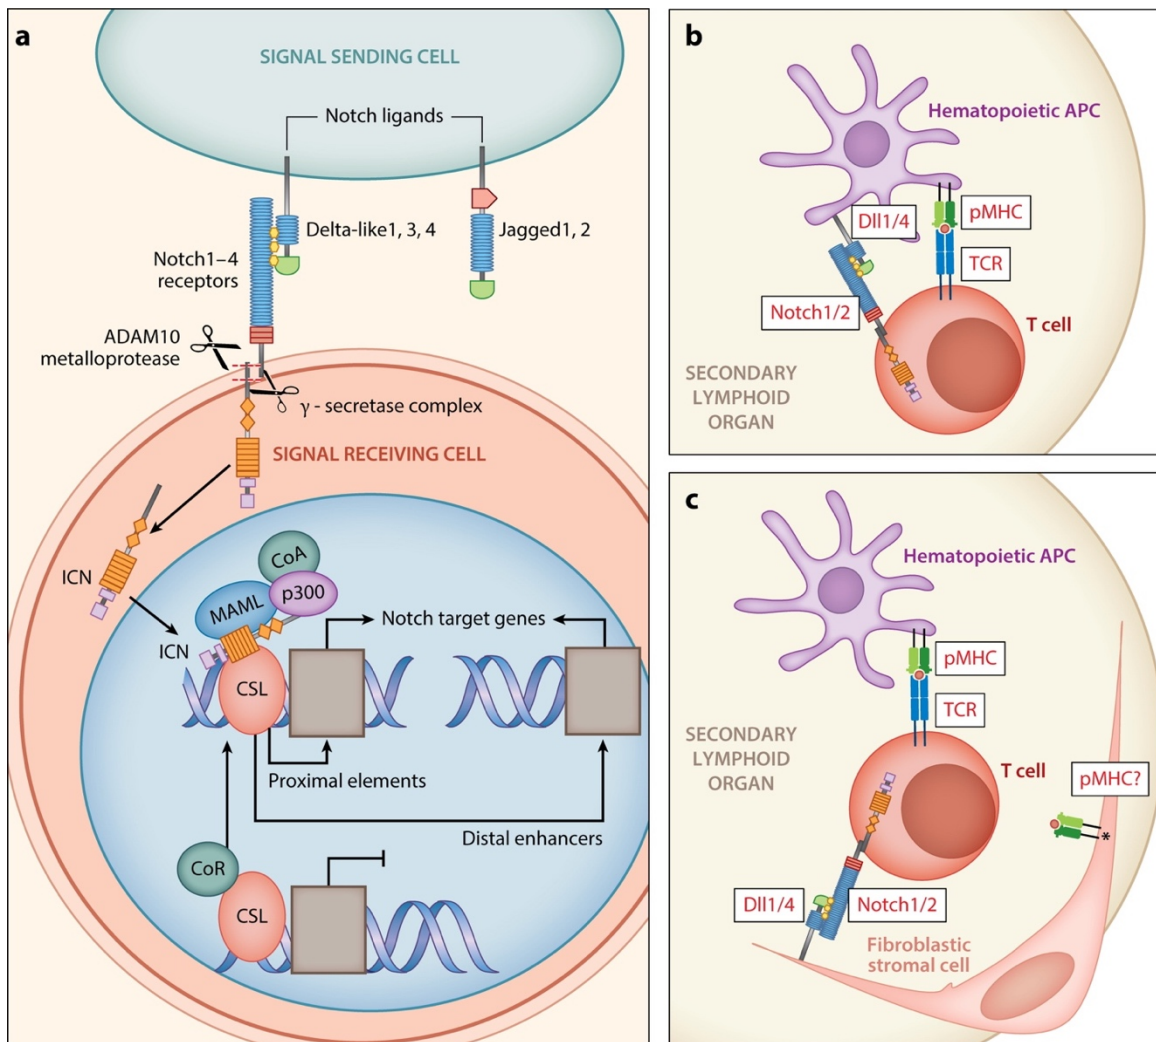 a
SIGNAL SENDING CELL
Notch ligands
Delta-like1, 3, 4
Jagged1, 2
Notch1–4
receptors
ADAM10
metalloprotease
γ - secretase complex
SIGNAL RECEIVING CELL
ICN
CoA
p300
MAML
ICN
Notch target genes
CSL
Proximal elements
Distal enhancers
CoR
CSL
b
Hematopoietic APC
Dll1/4
pMHC
TCR
Notch1/2
T cell
SECONDARY
LYMPHOID
ORGAN
c
Hematopoietic APC
pMHC
TCR
SECONDARY
LYMPHOID
ORGAN
T cell
pMHC?
*
Dll1/4
Notch1/2
Fibroblastic
stromal cell